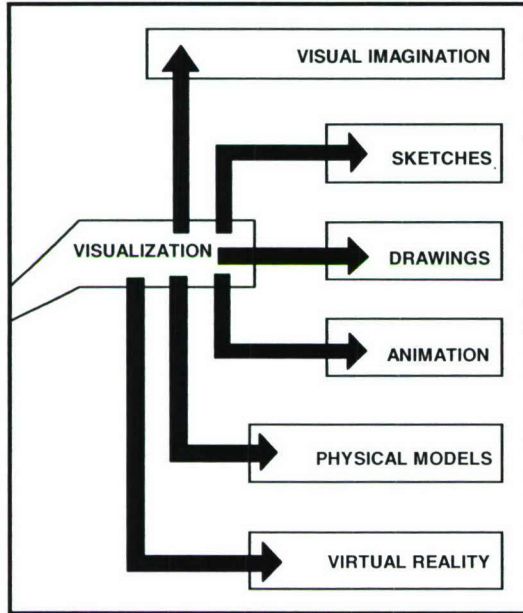 VISUAL IMAGINATION
SKETCHES
VISUALIZATION
DRAWINGS
ANIMATION
PHYSICAL MODELS
VIRTUAL REALITY